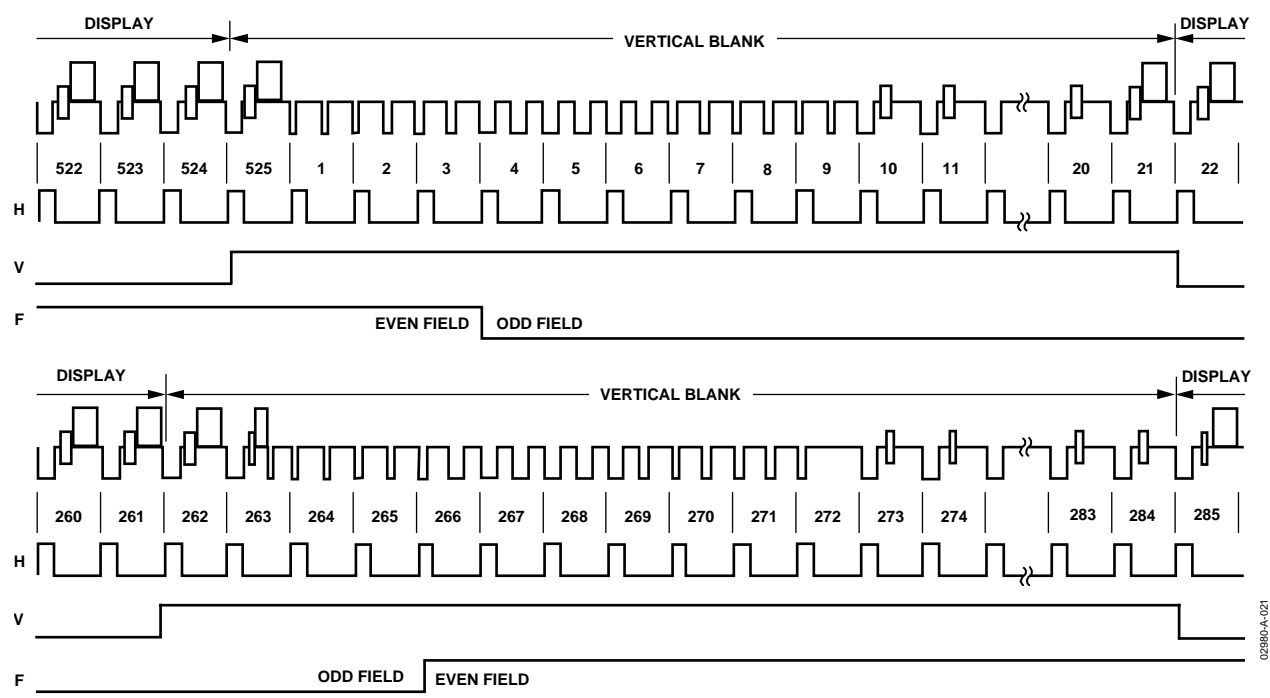 DISPLAY VERTICAL BLANK DISPLAY
522 523 524 525 1 2 3 4 5 6 7 8 9 10 11 20 21 22
H
V
F EVEN FIELD ODD FIELD
DISPLAY VERTICAL BLANK DISPLAY
260 261 262 263 264 265 266 267 268 269 270 271 272 273 274 283 284 285
H
V
F ODD FIELD EVEN FIELD
02980-A-021